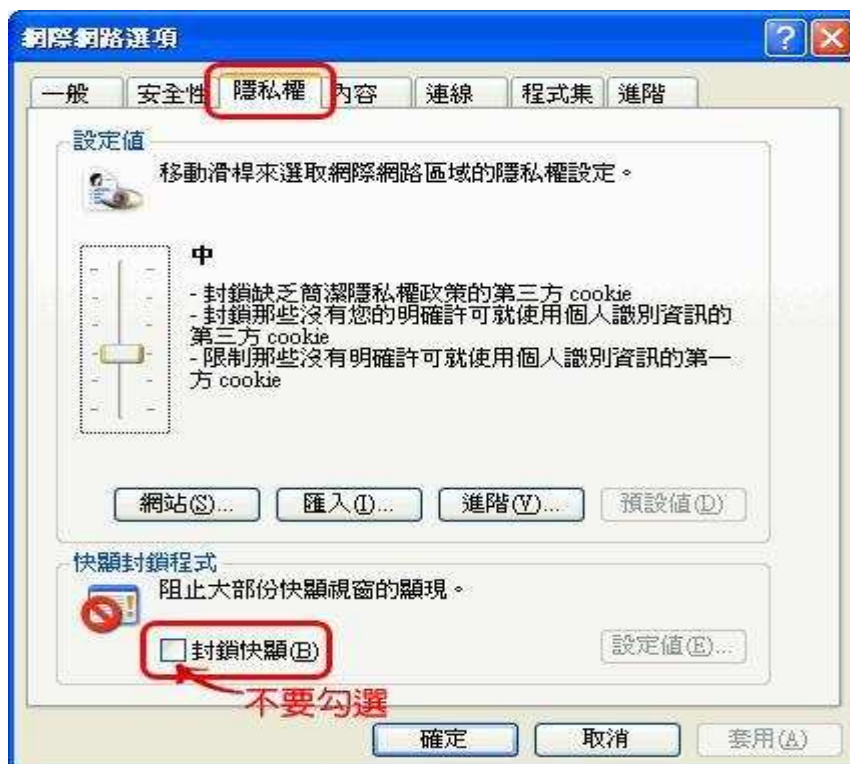 網際網路選項
一般 安全性 隱私權 內容 連線 程式集 進階
設定值
移動滑桿來選取網際網路區域的隱私權設定。
中
- 封鎖缺乏簡潔隱私權政策的第三方 cookie
- 封鎖那些沒有您的明確許可就使用個人識別資訊的
第三方 cookie
- 限制那些沒有明確許可就使用個人識別資訊的第一
方 cookie
網站(S)... 匯入(I)... 進階(V)... 預設值(D)
快顯封鎖程式
阻止大部份快顯視窗的顯現。
封鎖快顯(B) 設定值(E)...
不要勾選
確定 取消 套用(A)